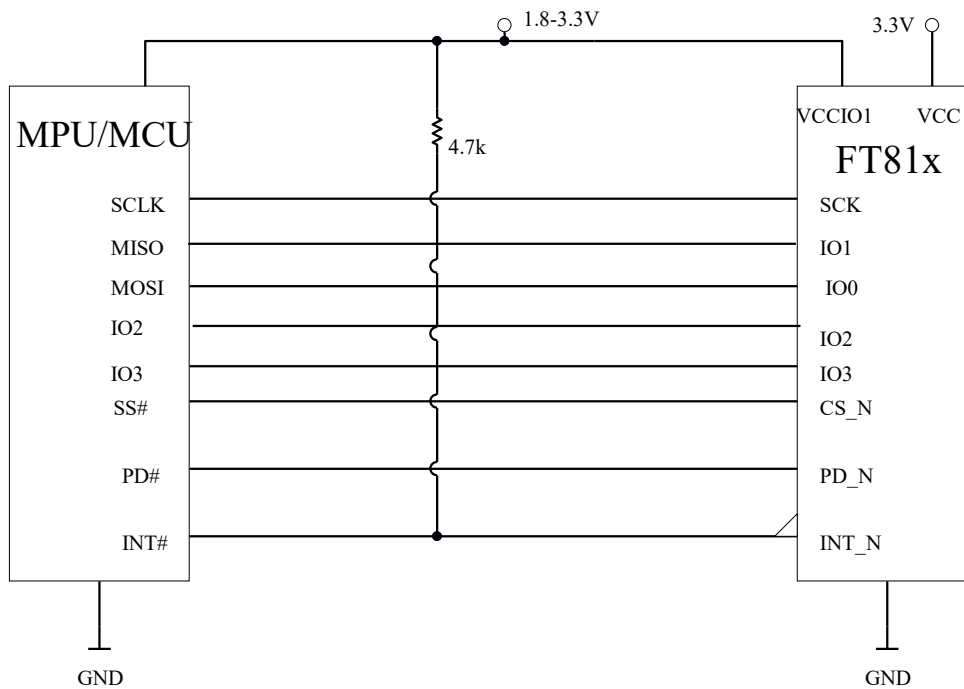 1.8-3.3V
3.3V
MPU/MCU
VCCIO1
VCC
4.7k
FT81x
SCLK
SCK
MISO
IO1
MOSI
IO0
IO2
IO2
IO3
IO3
SS#
CS_N
PD#
PD_N
INT#
INT_N
GND
GND